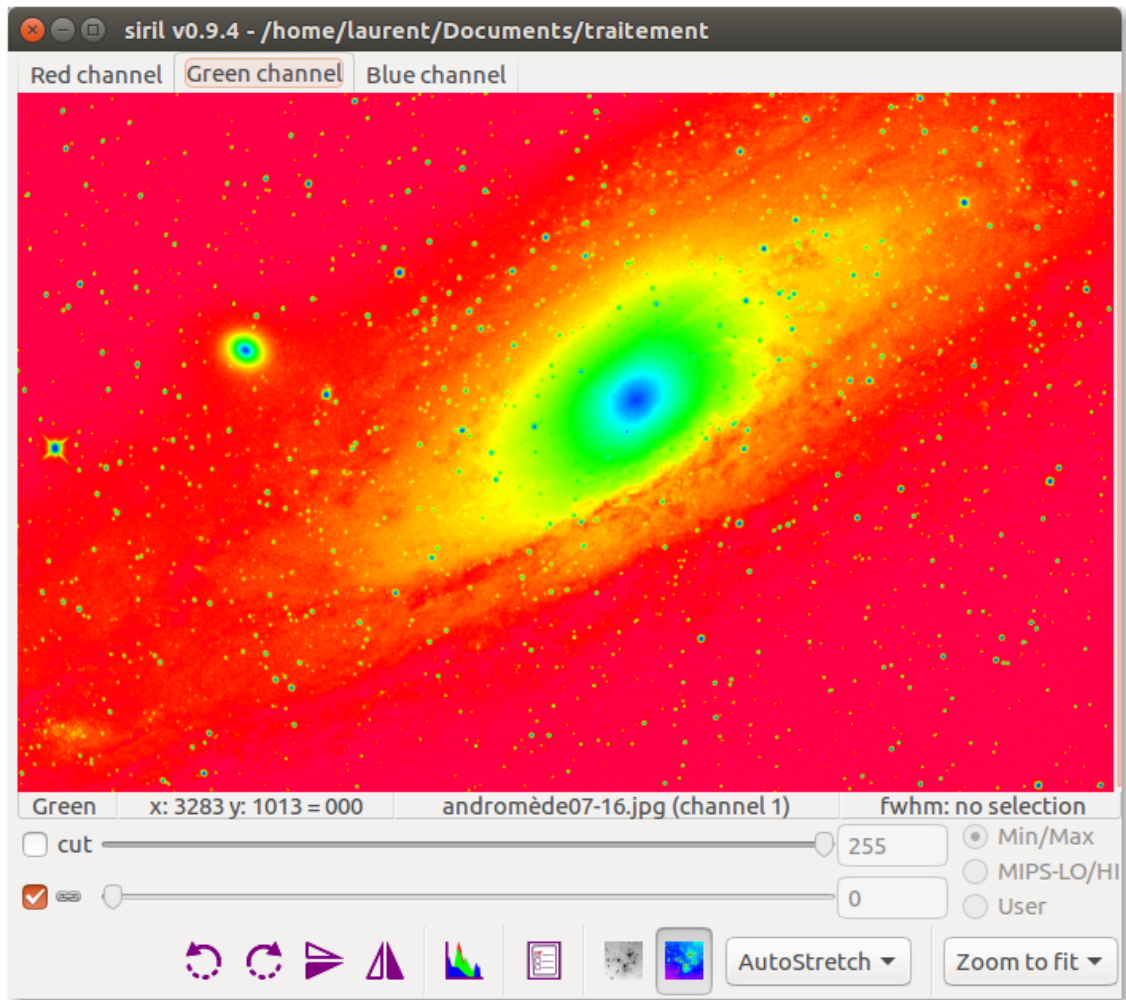 siril v0.9.4 - /home/laurent/Documents/traitement
Red channel Green channel Blue channel
Green x: 3283 y: 1013 = 000 andromède07-16.jpg (channel 1) fwhm: no selection
cut 255 Min/Max
MIPS-LO/HI
0 User
AutoStretch Zoom to fit